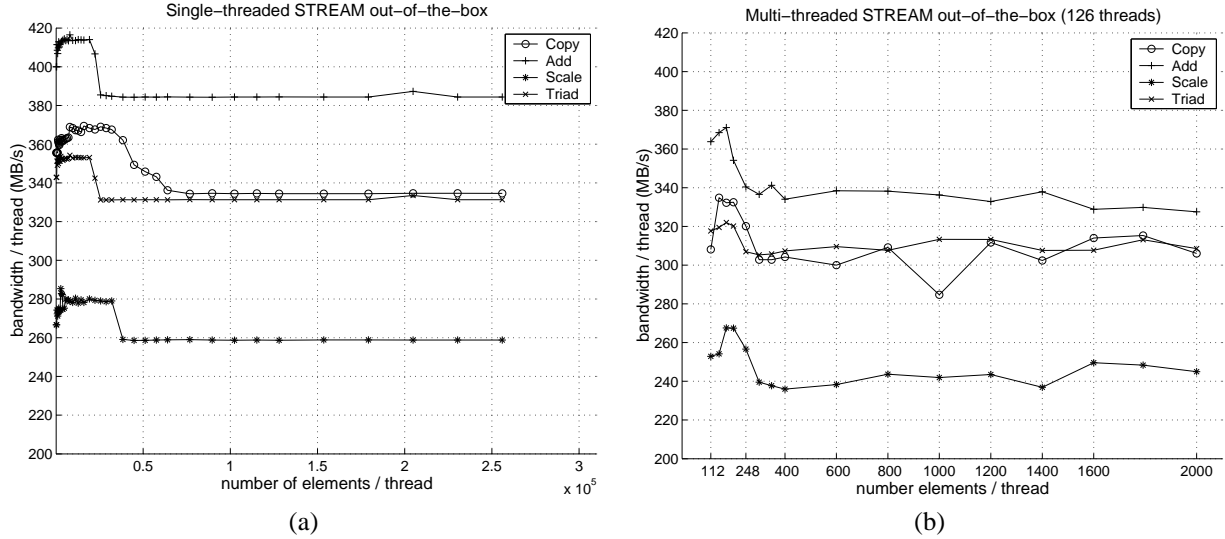 Single-threaded STREAM out-of-the-box
420
400
380
360
340
320
300
280
260
240
220
200
bandwidth / thread (MB/s)
Copy
Add
Scale
Triad
0.5
1
1.5
2
2.5
3
x 10^5
number of elements / thread
(a)
Multi-threaded STREAM out-of-the-box (126 threads)
420
400
380
360
340
320
300
280
260
240
220
200
bandwidth / thread (MB/s)
Copy
Add
Scale
Triad
112
248
400
600
800
1000
1200
1400
1600
2000
number elements / thread
(b)